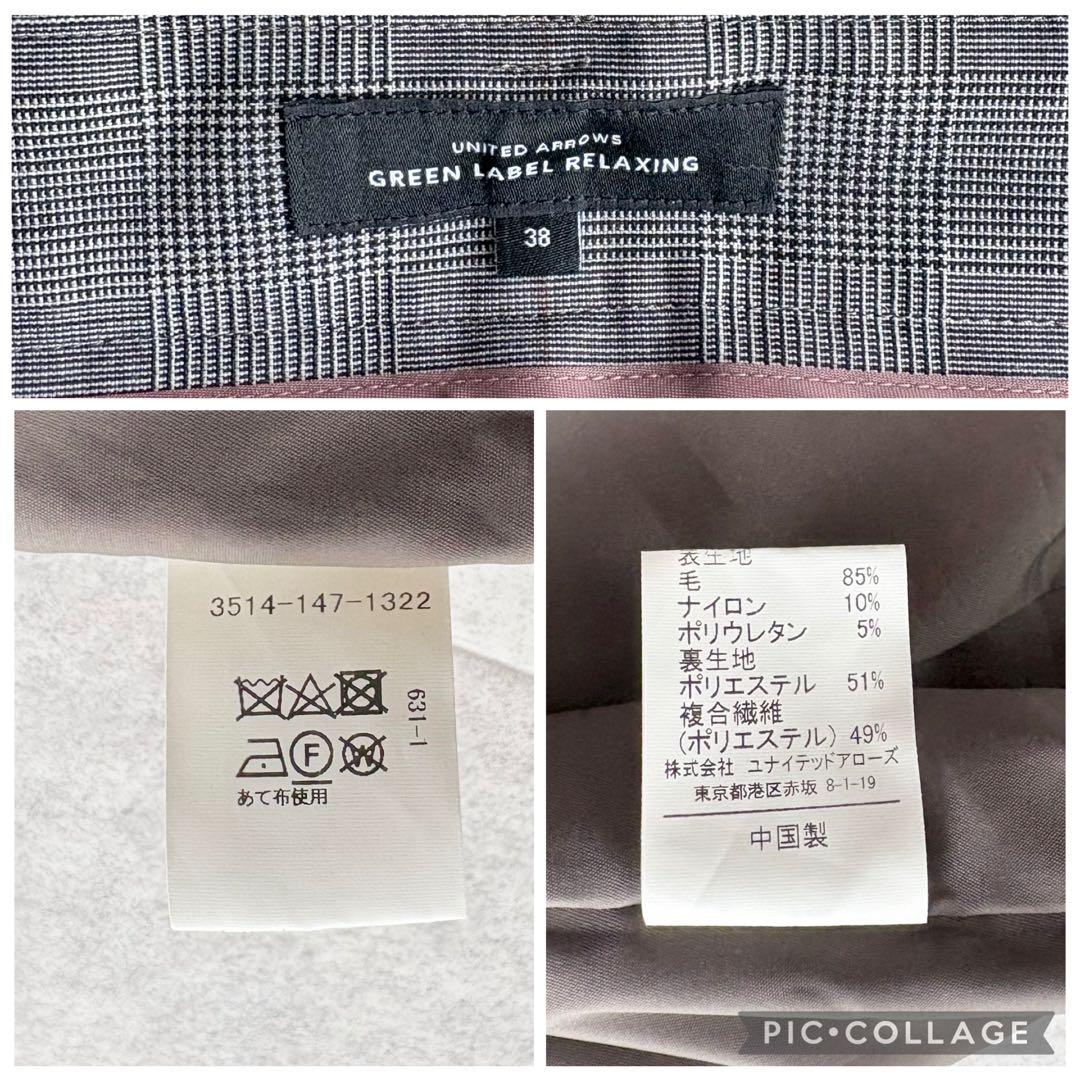 UNITED ARROWS
GREEN LABEL RELAXING
38
3514-147-1322
631-1
F
W
あて布使用
表生地
毛 85%
ナイロン 10%
ポリウレタン 5%
裏生地
ポリエステル 51%
複合繊維
(ポリエステル) 49%
株式会社 ユナイテッドアローズ
東京都港区赤坂 8-1-19
中国製
PIC•COLLAGE